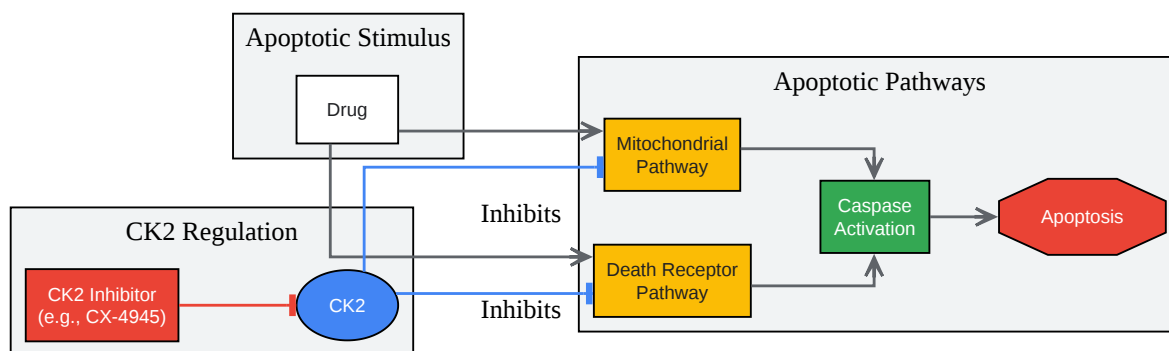 Apoptotic Stimulus
Drug
Apoptotic Pathways
Mitochondrial
Pathway
Caspase
Activation
Apoptosis
Inhibits
CK2 Regulation
Death Receptor
Pathway
CK2 Inhibitor
(e.g., CX-4945)
CK2
Inhibits